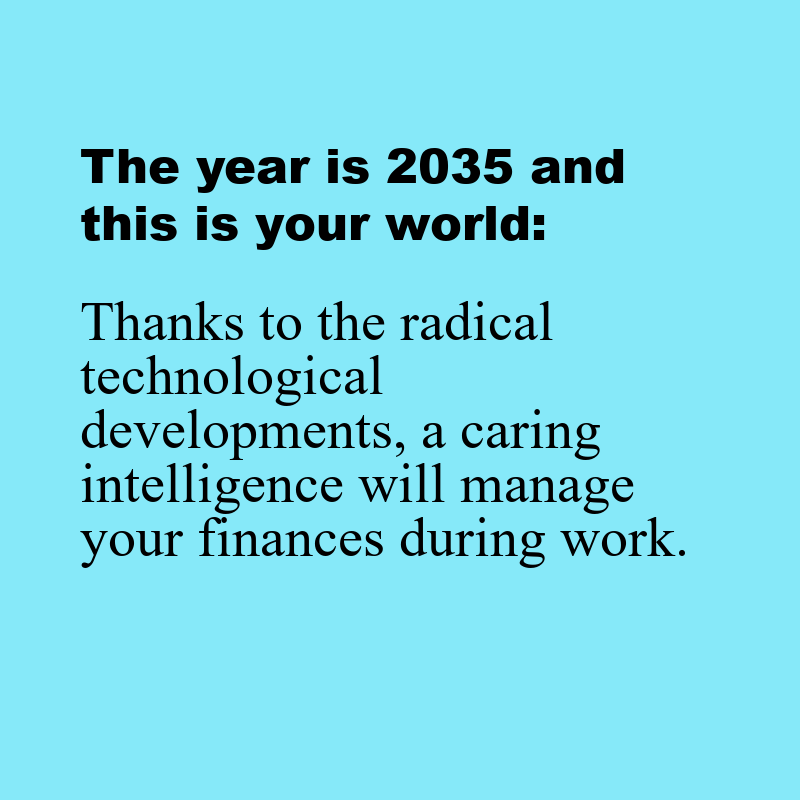 The year is 2035 and
this is your world:
Thanks to the radical
technological
developments, a caring
intelligence will manage
your finances during work.